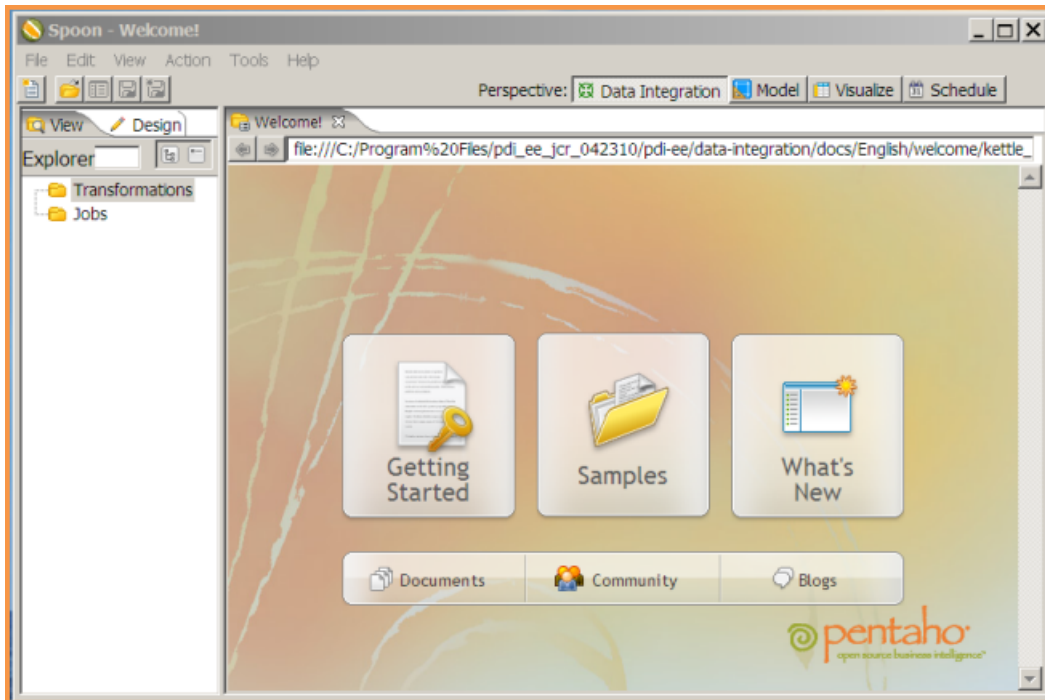 Spoon - Welcome!
File Edit View Action Tools Help
Perspective: Data Integration Model Visualize Schedule
View Design
Welcome!
Explorer
file:///C:/Program%20Files/pdi_ee_jcr_042310/pdi-ee/data-integration/docs/English/welcome/kettle_
Transformations
Jobs
Getting
Started
Samples
What's
New
Documents Community Blogs
pentaho
open source business intelligence™